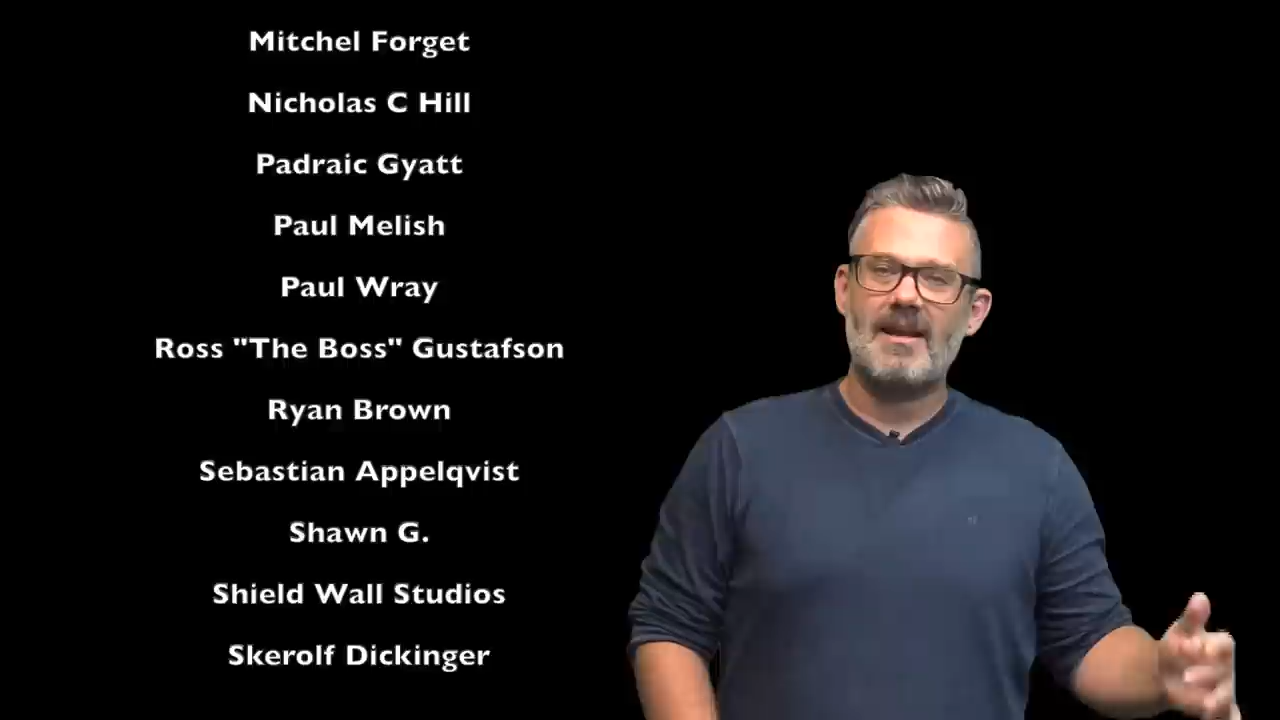 Mitchel Forget
Nicholas C Hill
Padraic Gyatt
Paul Melish
Paul Wray
Ross "The Boss" Gustafson
Ryan Brown
Sebastian Appelqvist
Shawn G.
Shield Wall Studios
Skerolf Dickinger